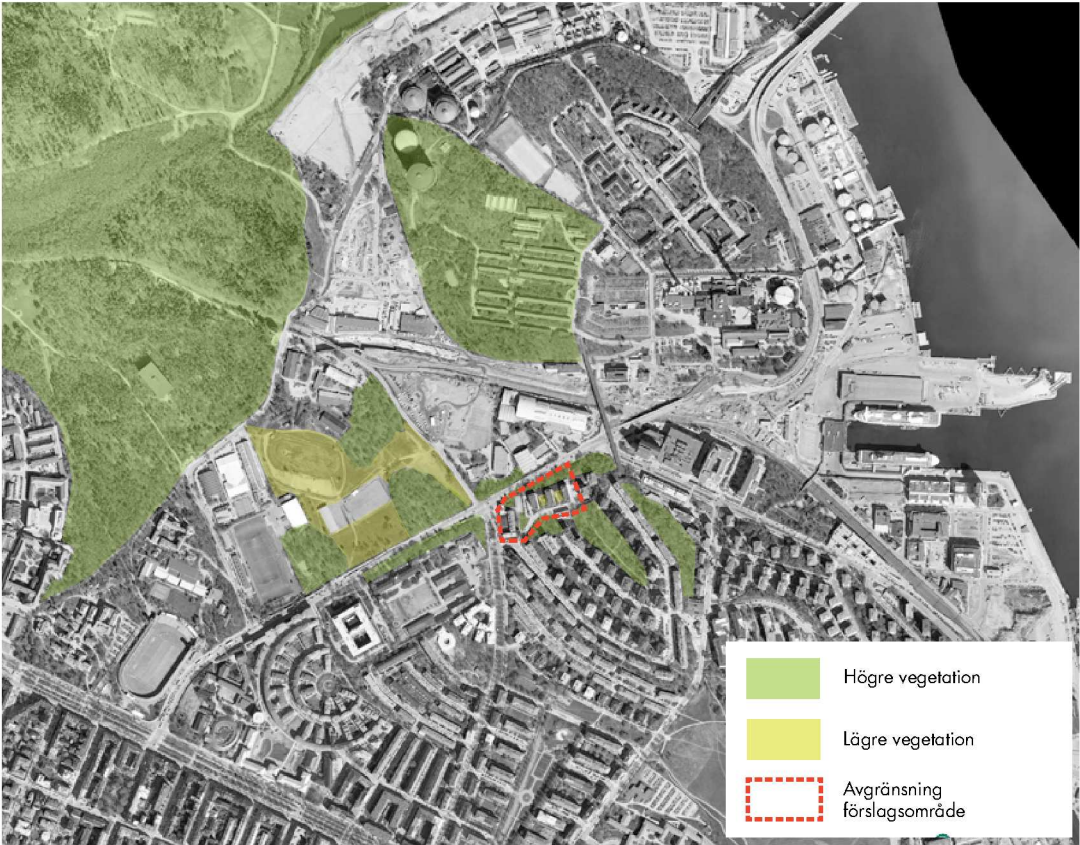 Högre vegetation
Lägre vegetation
Avgränsning
förslagsområde